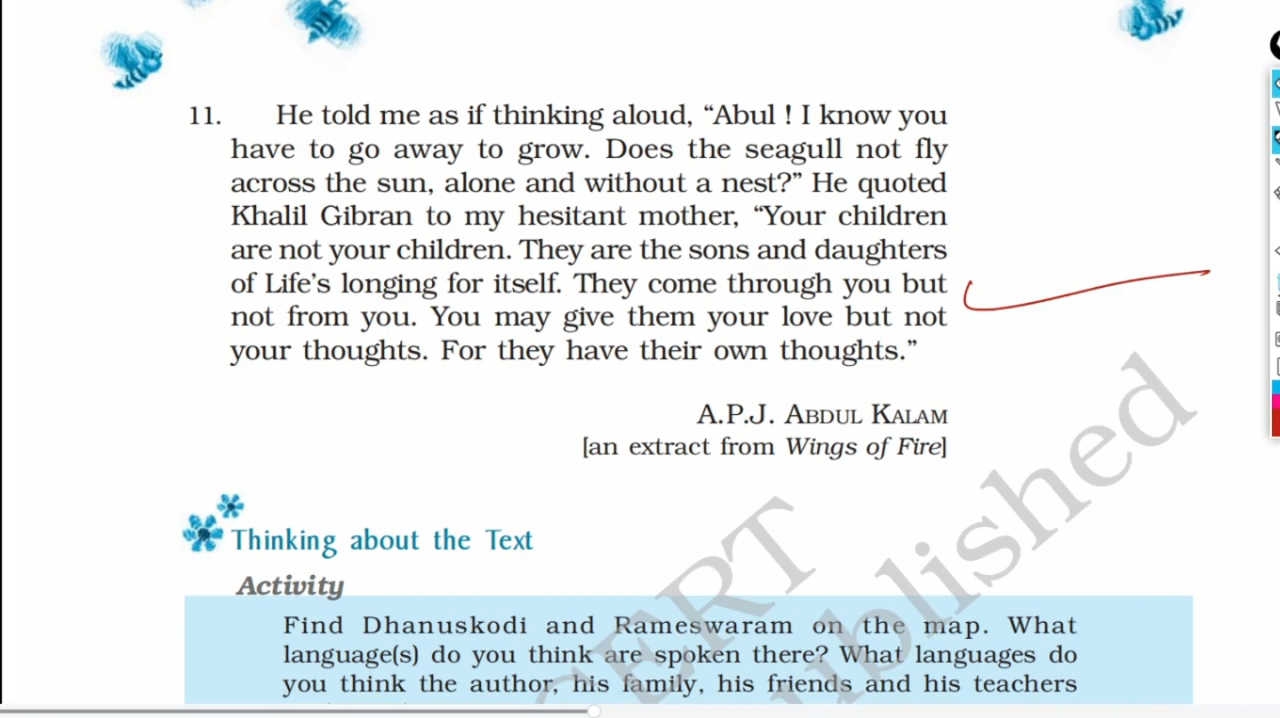 11. He told me as if thinking aloud, “Abul ! I know you
have to go away to grow. Does the seagull not fly
across the sun, alone and without a nest?” He quoted
Khalil Gibran to my hesitant mother, “Your children
are not your children. They are the sons and daughters
of Life’s longing for itself. They come through you but
not from you. You may give them your love but not
your thoughts. For they have their own thoughts.”
A.P.J. ABDUL KALAM
[an extract from Wings of Fire]
Thinking about the Text
Activity
Find Dhanuskodi and Rameswaram on the map. What
language(s) do you think are spoken there? What languages do
you think the author, his family, his friends and his teachers